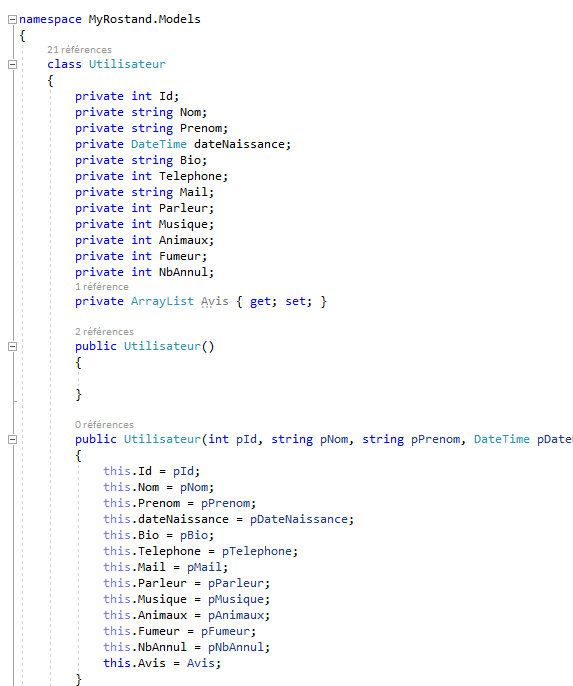 namespace MyRostand.Models
{
21 références
class Utilisateur
{
private int Id;
private string Nom;
private string Prenom;
private DateTime dateNaissance;
private string Bio;
private int Telephone;
private string Mail;
private int Parleur;
private int Musique;
private int Animaux;
private int Fumeur;
private int NbAnnul;
1 référence
private ArrayList Avis { get; set; }
2 références
public Utilisateur()
{
}
0 références
public Utilisateur(int pId, string pNom, string pPrenom, DateTime pDate
{
this.Id = pId;
this.Nom = pNom;
this.Prenom = pPrenom;
this.dateNaissance = pDateNaissance;
this.Bio = pBio;
this.Telephone = pTelephone;
this.Mail = pMail;
this.Parleur = pParleur;
this.Musique = pMusique;
this.Animaux = pAnimaux;
this.Fumeur = pFumeur;
this.NbAnnul = pNbAnnul;
this.Avis = Avis;
}